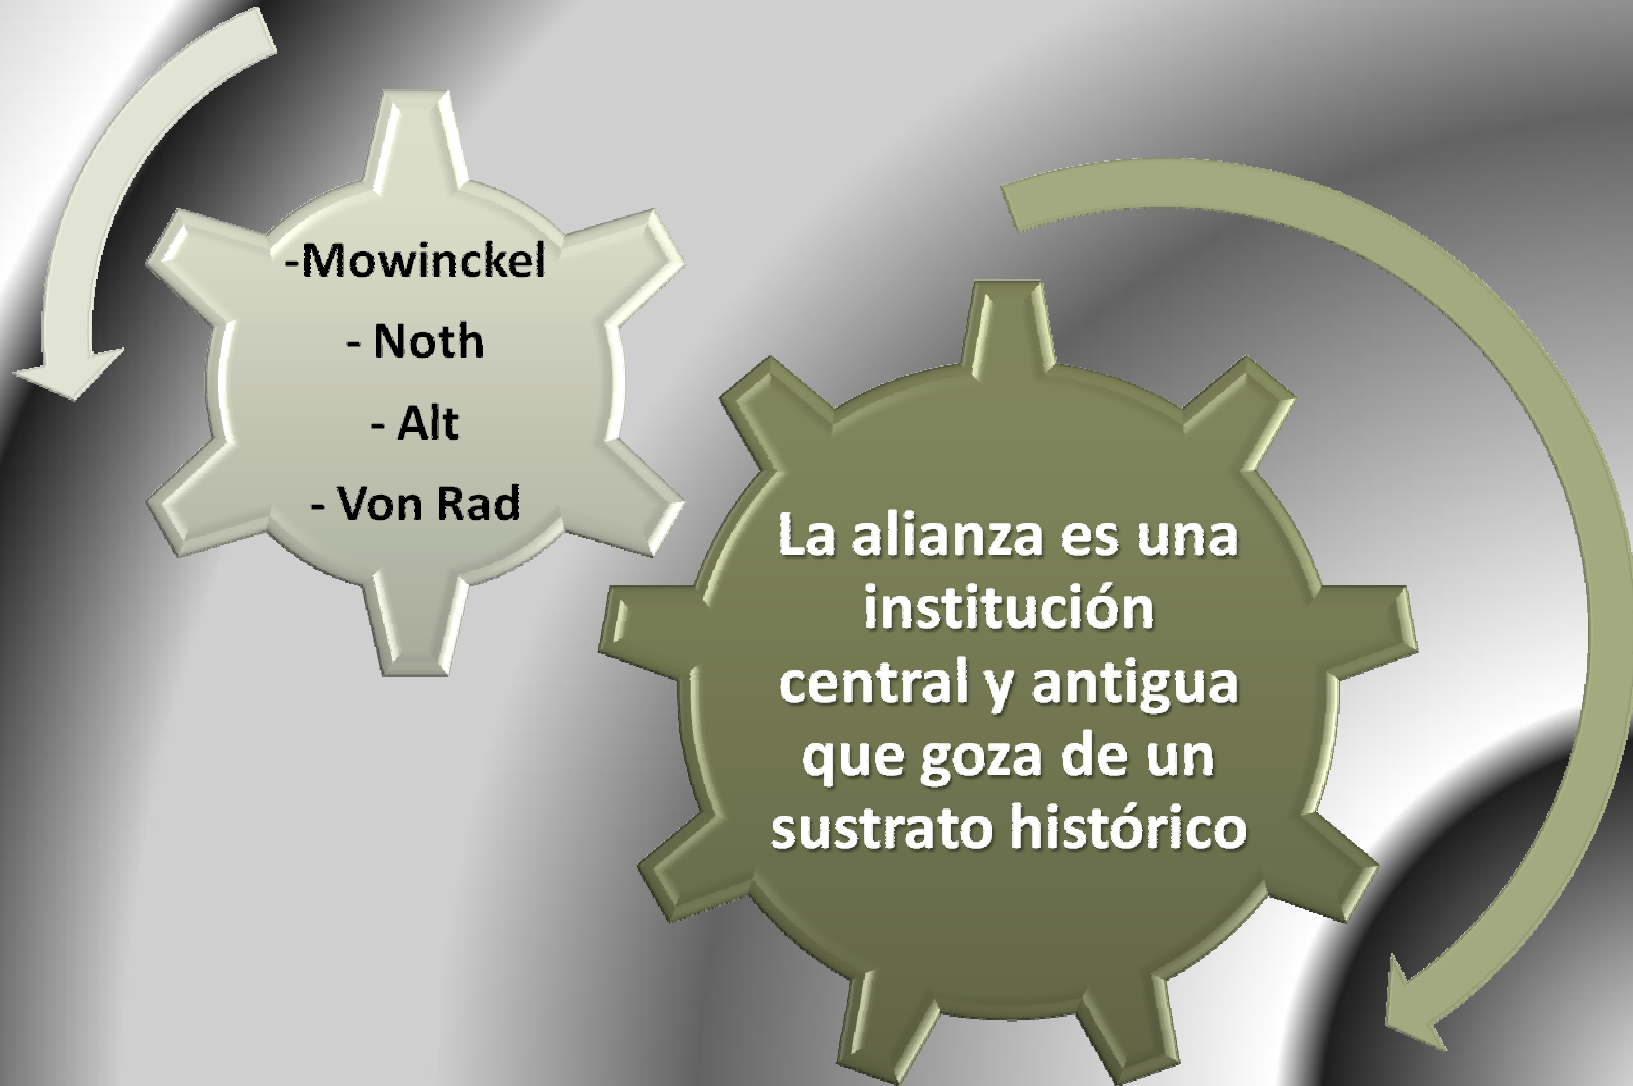 -Mowinckel
- Noth
- Alt
- Von Rad
La alianza es una
institución
central y antigua
que goza de un
sustrato histórico